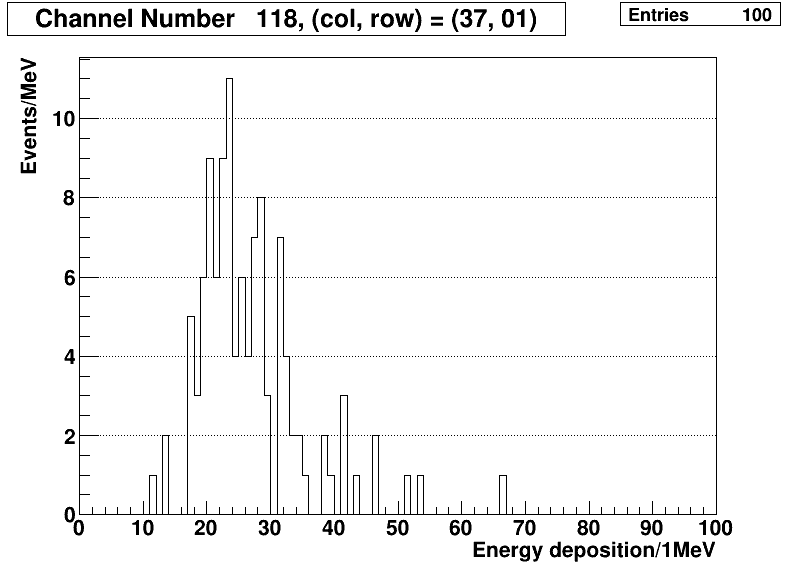 Channel Number 118, (col, row) = (37, 01)
Entries 100
Events/MeV
10
8
6
4
2
0
0 10 20 30 40 50 60 70 80 90 100
Energy deposition/1MeV